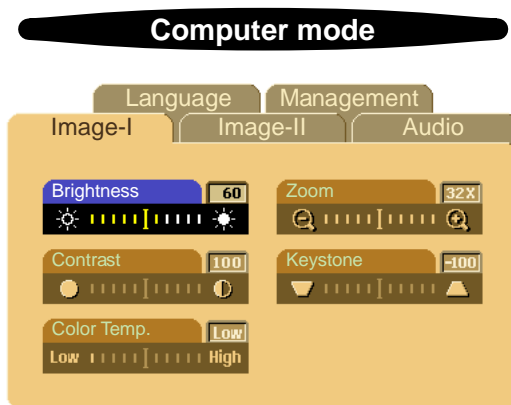 Computer mode
Language Management
Image-I Image-II Audio
Brightness 60
Zoom 32X
Contrast 100
Keystone -100
Color Temp. Low
Low High